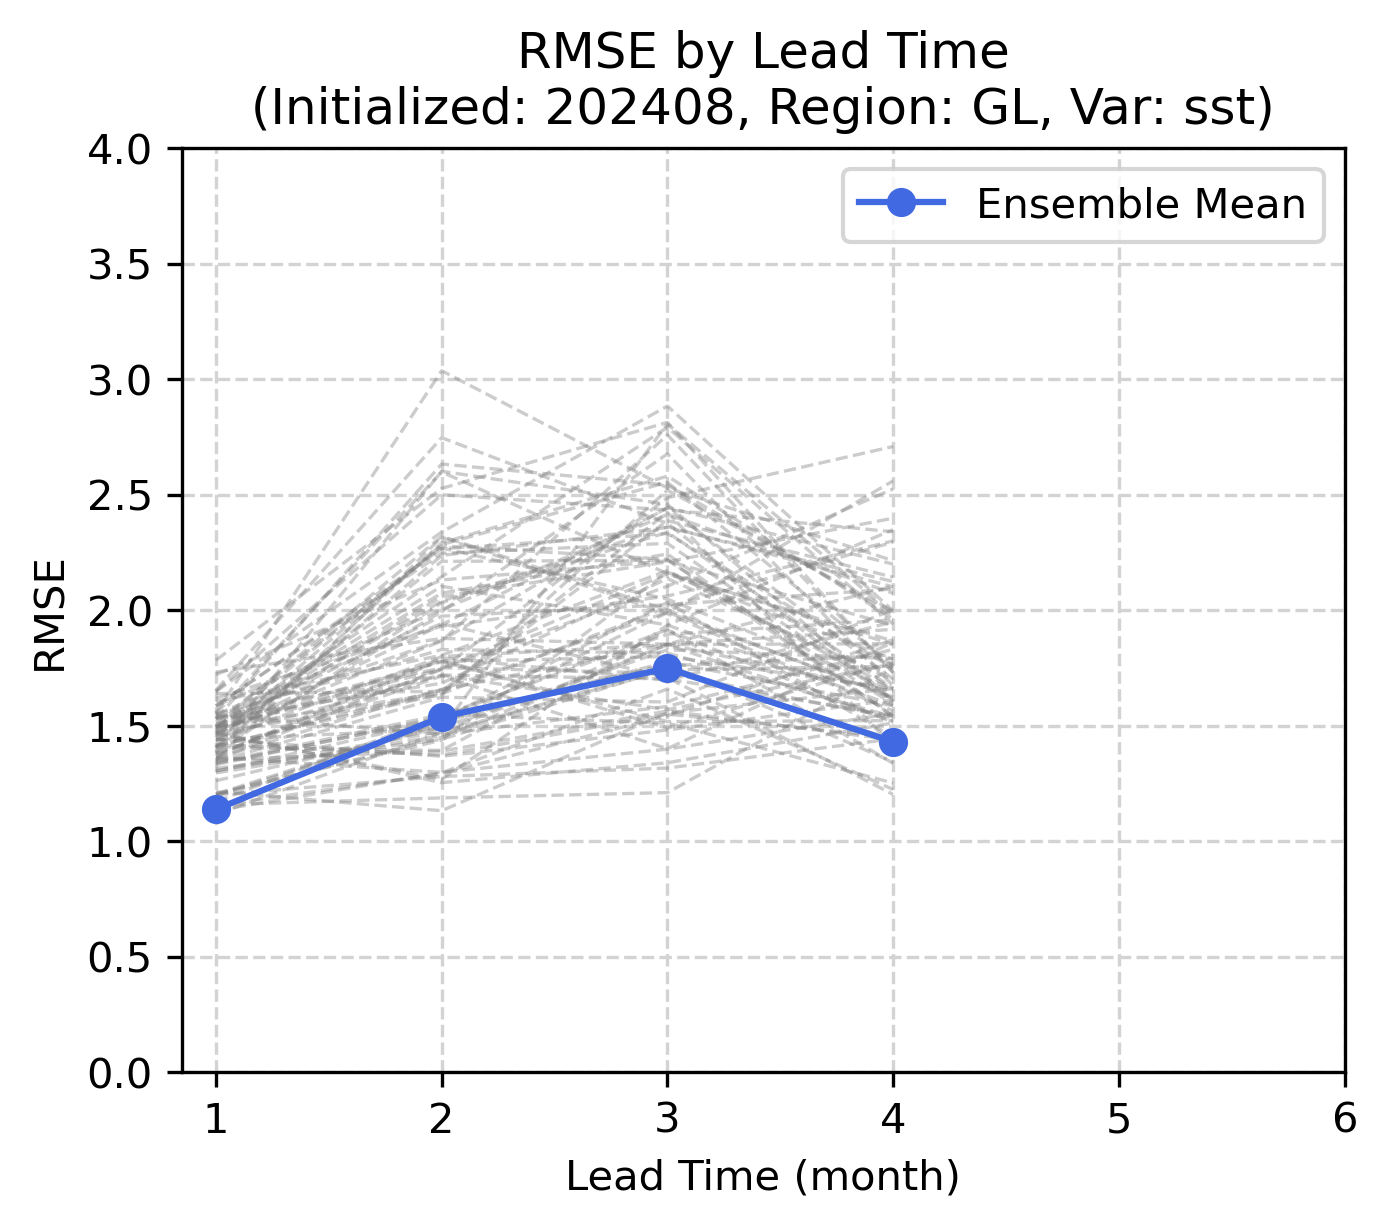 RMSE by Lead Time
(Initialized: 202408, Region: GL, Var: sst)
Ensemble Mean
RMSE
4.0
3.5
3.0
2.5
2.0
1.5
1.0
0.5
0.0
1 2 3 4 5 6
Lead Time (month)